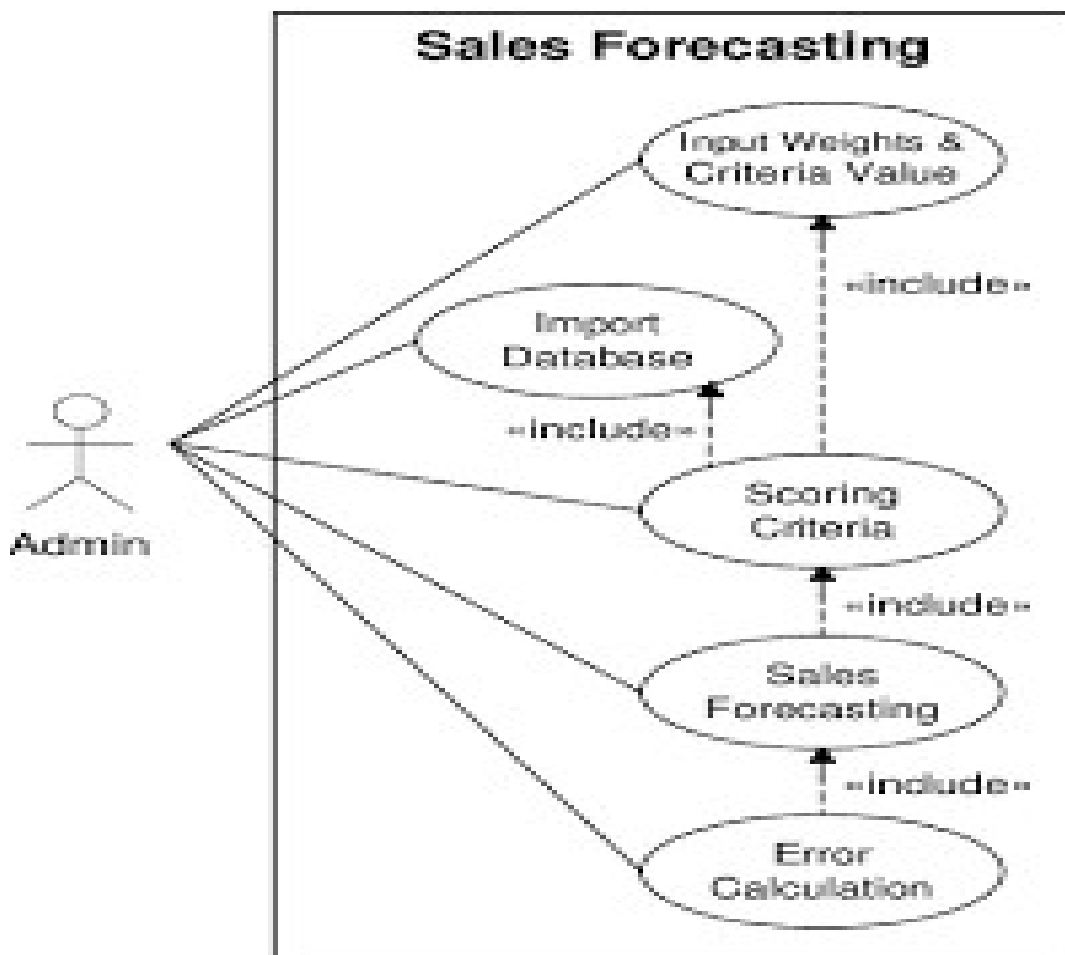 Sales Forecasting
Input Weights &
Criteria Value
«include»
Import
Database
«include»
Scoring
Criteria
Admin
«include»
Sales
Forecasting
«include»
Error
Calculation